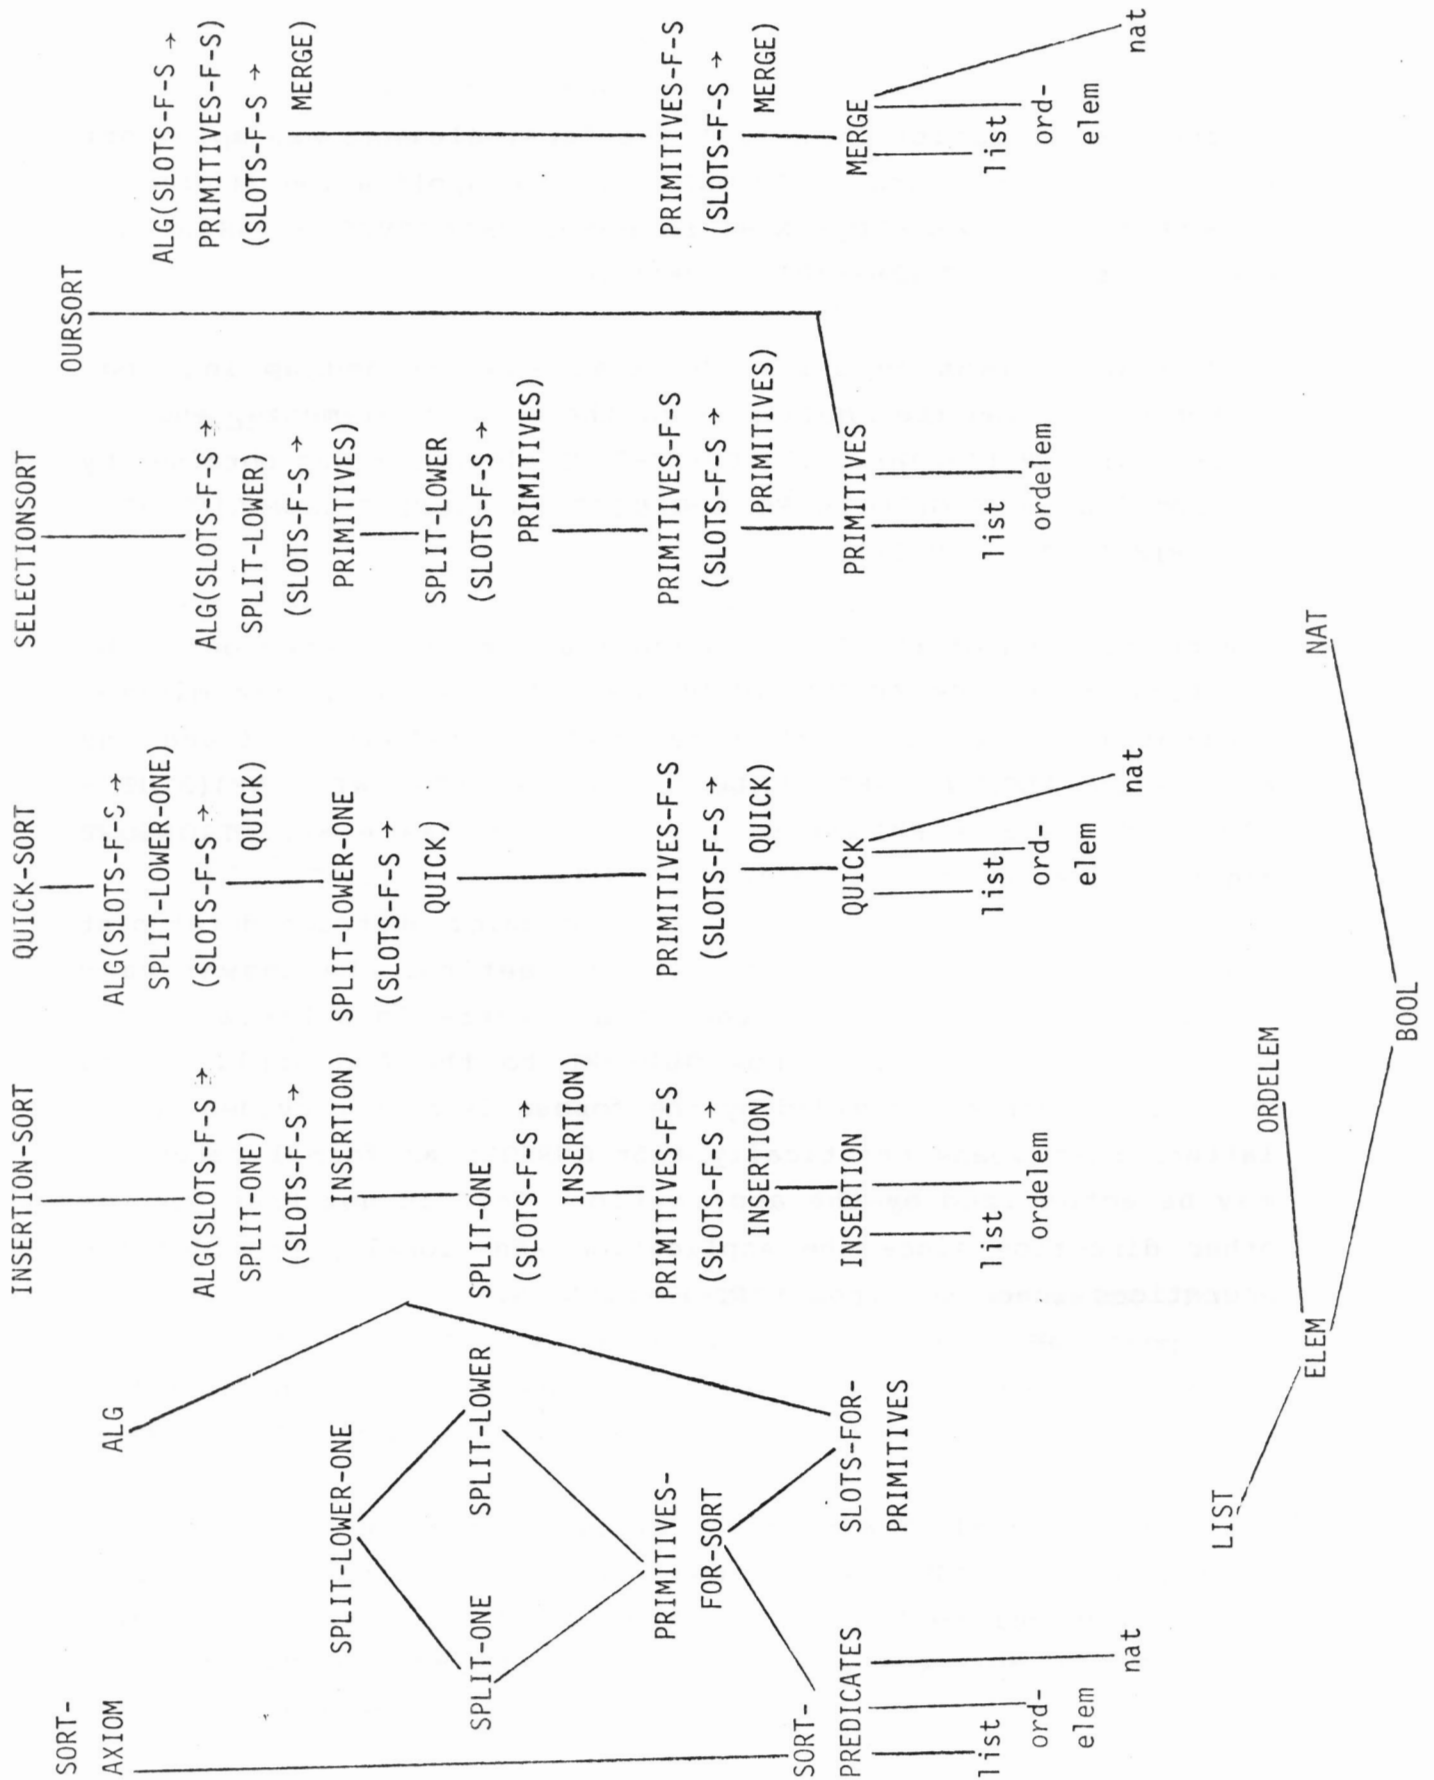 SORT-
AXIOM
ALG
SPLIT-LOWER-ONE
SPLIT-ONE
SPLIT-LOWER
PRIMITIVES-
FOR-SORT
SORT-
PREDICATES
list
ord-
elem
nat
SLOTS-FOR-
PRIMITIVES
INSERTION-SORT
ALG(SLOTS-F-S →
SPLIT-ONE)
(SLOTS-F-S →
INSERTION)
SPLIT-ONE
(SLOTS-F-S →
INSERTION)
PRIMITIVES-F-S
(SLOTS-F-S →
INSERTION)
INSERTION
list
ordelem
QUICK-SORT
ALG(SLOTS-F-S →
SPLIT-LOWER-ONE)
(SLOTS-F-S →
QUICK)
SPLIT-LOWER-ONE
(SLOTS-F-S →
QUICK)
PRIMITIVES-F-S
(SLOTS-F-S →
QUICK)
QUICK
list
ord-
elem
nat
SELECTIONSORT
ALG(SLOTS-F-S →
SPLIT-LOWER)
(SLOTS-F-S →
PRIMITIVES)
SPLIT-LOWER
(SLOTS-F-S →
PRIMITIVES)
PRIMITIVES-F-S
(SLOTS-F-S →
PRIMITIVES)
PRIMITIVES
list
ordelem
OURSORT
ALG(SLOTS-F-S →
PRIMITIVES-F-S)
(SLOTS-F-S →
MERGE)
PRIMITIVES-F-S
(SLOTS-F-S →
MERGE)
MERGE
list
ord-
elem
nat
LIST
ELEM
ORDELEM
NAT
BOOL